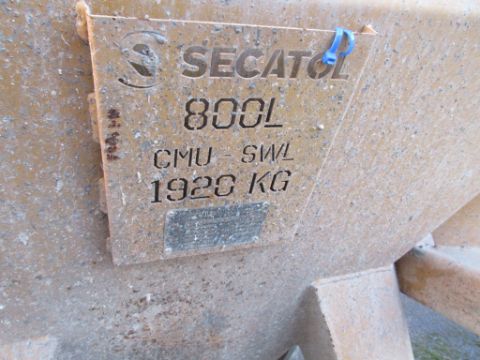 SECATOL
800L
CMU - SWL
1920 KG